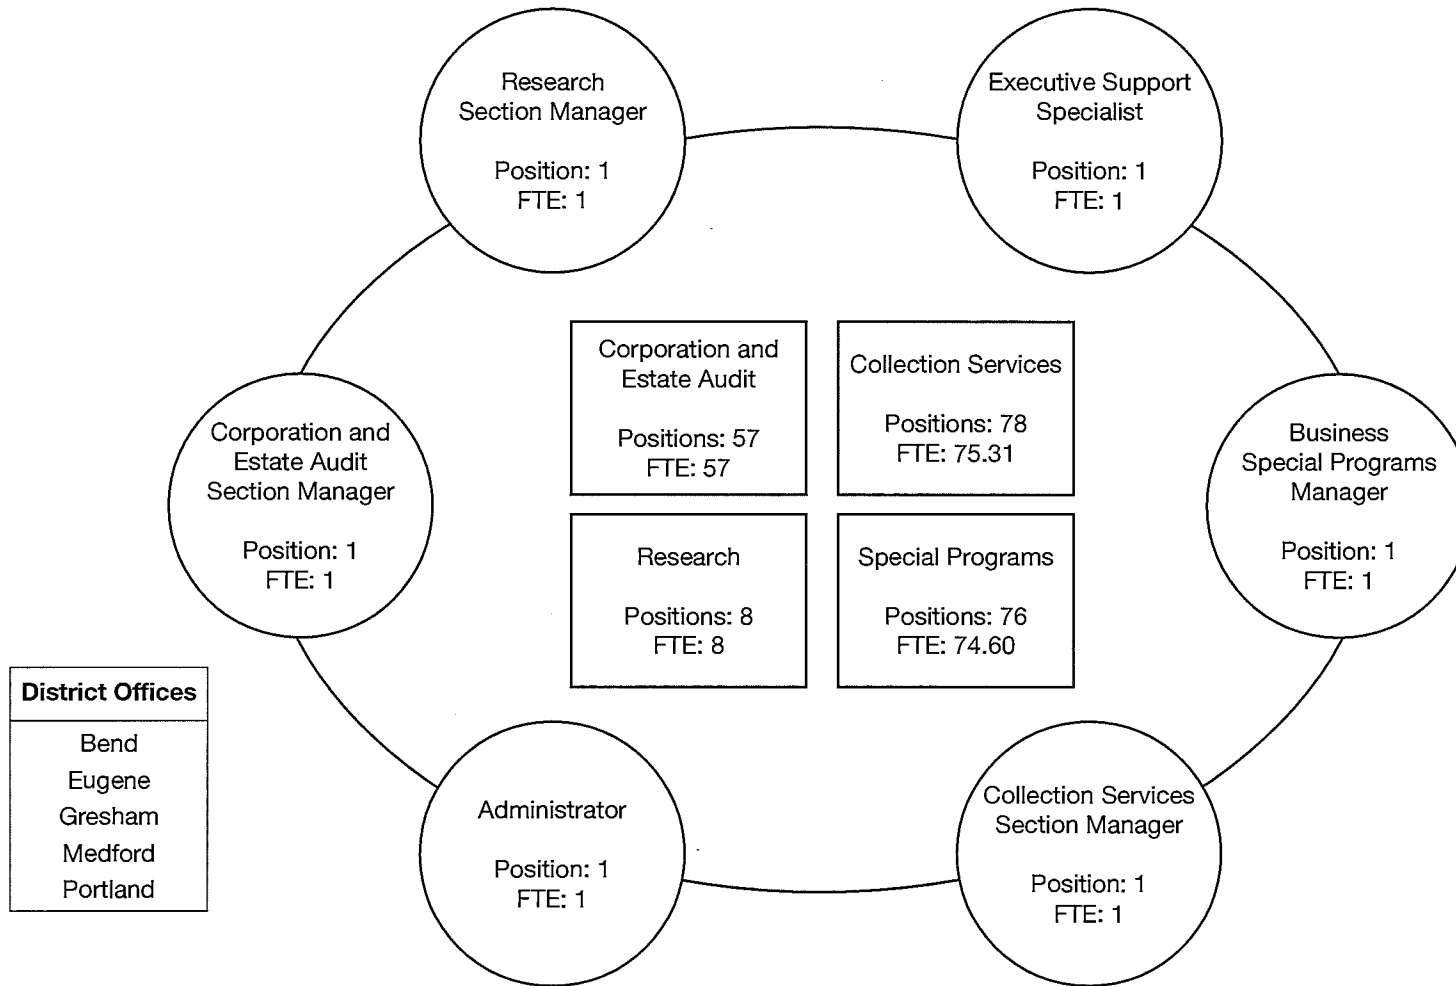 Research
Section Manager
Position: 1
FTE: 1
Executive Support
Specialist
Position: 1
FTE: 1
Corporation and
Estate Audit
Section Manager
Position: 1
FTE: 1
Corporation and
Estate Audit
Positions: 57
FTE: 57
Collection Services
Positions: 78
FTE: 75.31
Research
Positions: 8
FTE: 8
Special Programs
Positions: 76
FTE: 74.60
Business
Special Programs
Manager
Position: 1
FTE: 1
District Offices
Bend
Eugene
Gresham
Medford
Portland
Administrator
Position: 1
FTE: 1
Collection Services
Section Manager
Position: 1
FTE: 1